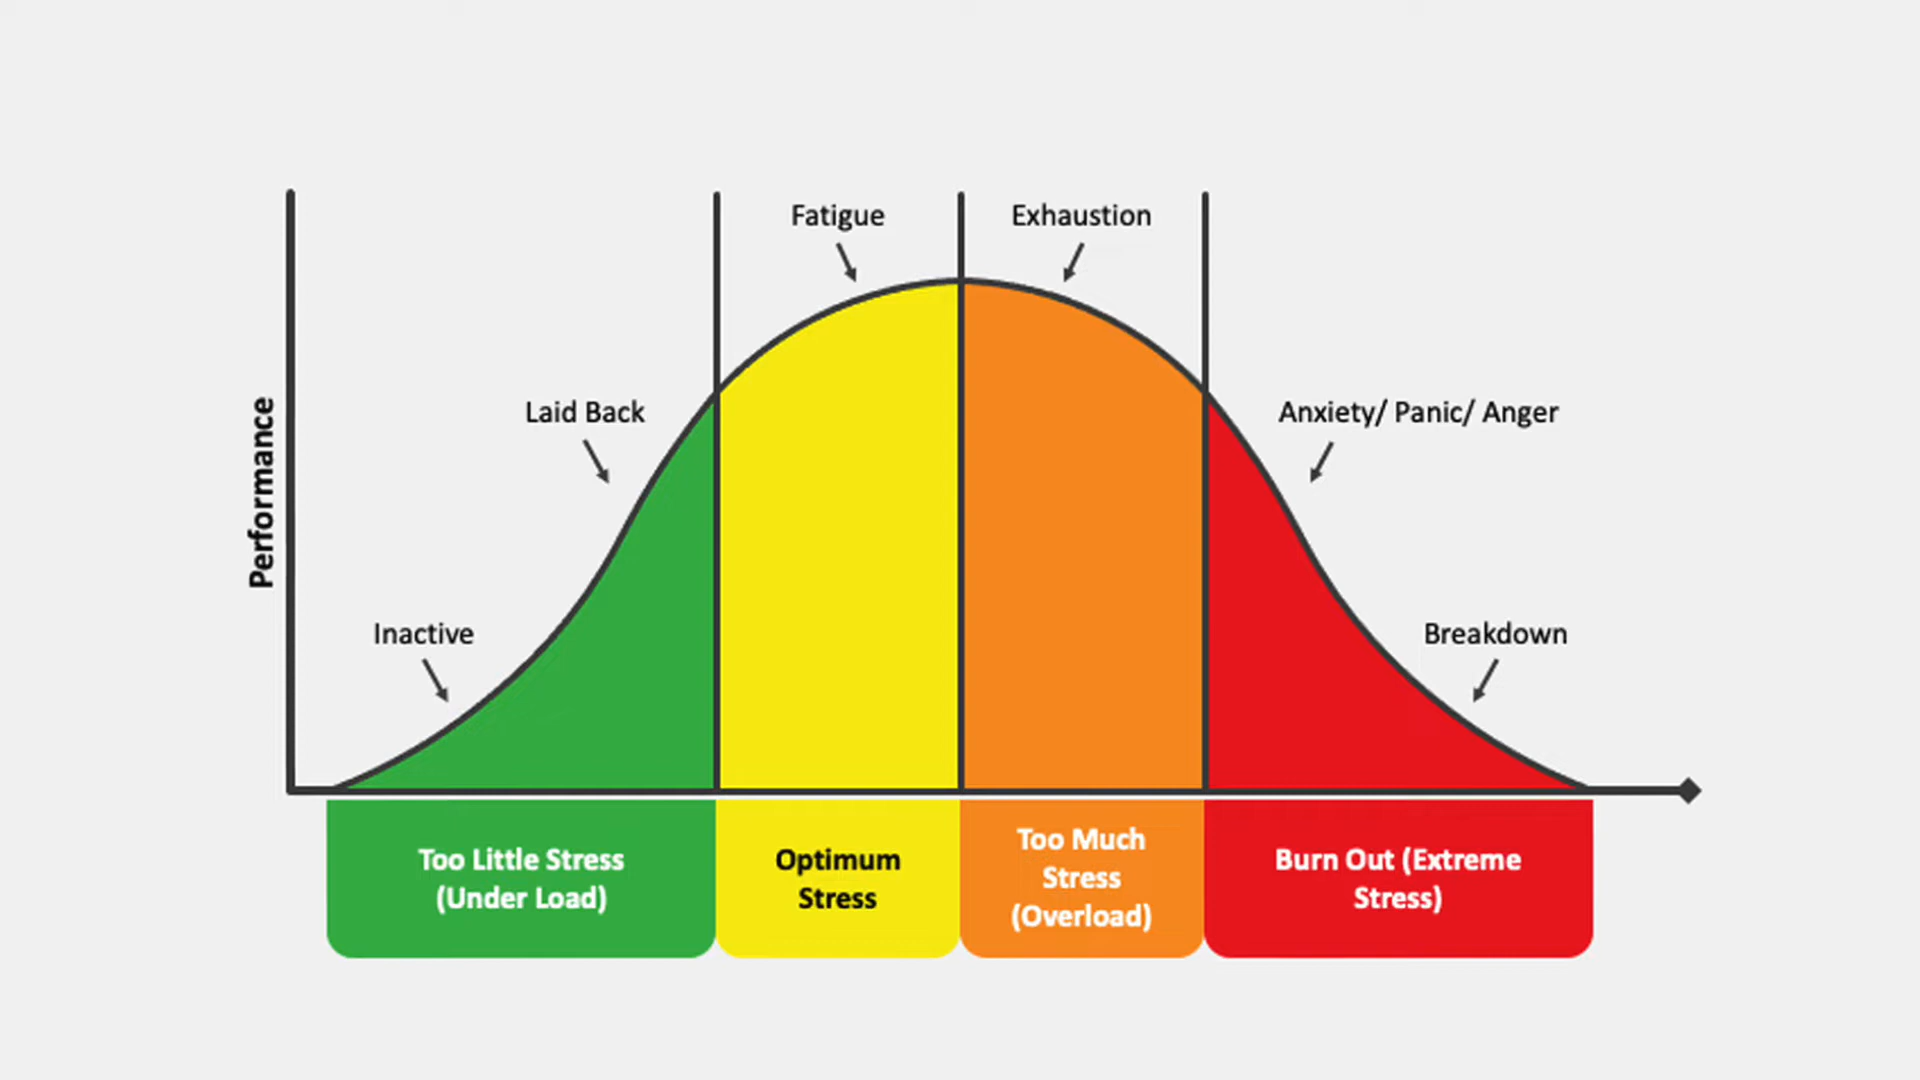 Fatigue
Exhaustion
Laid Back
Anxiety/ Panic/ Anger
Performance
Inactive
Breakdown
Too Little Stress
(Under Load)
Optimum
Stress
Too Much
Stress
(Overload)
Burn Out (Extreme
Stress)